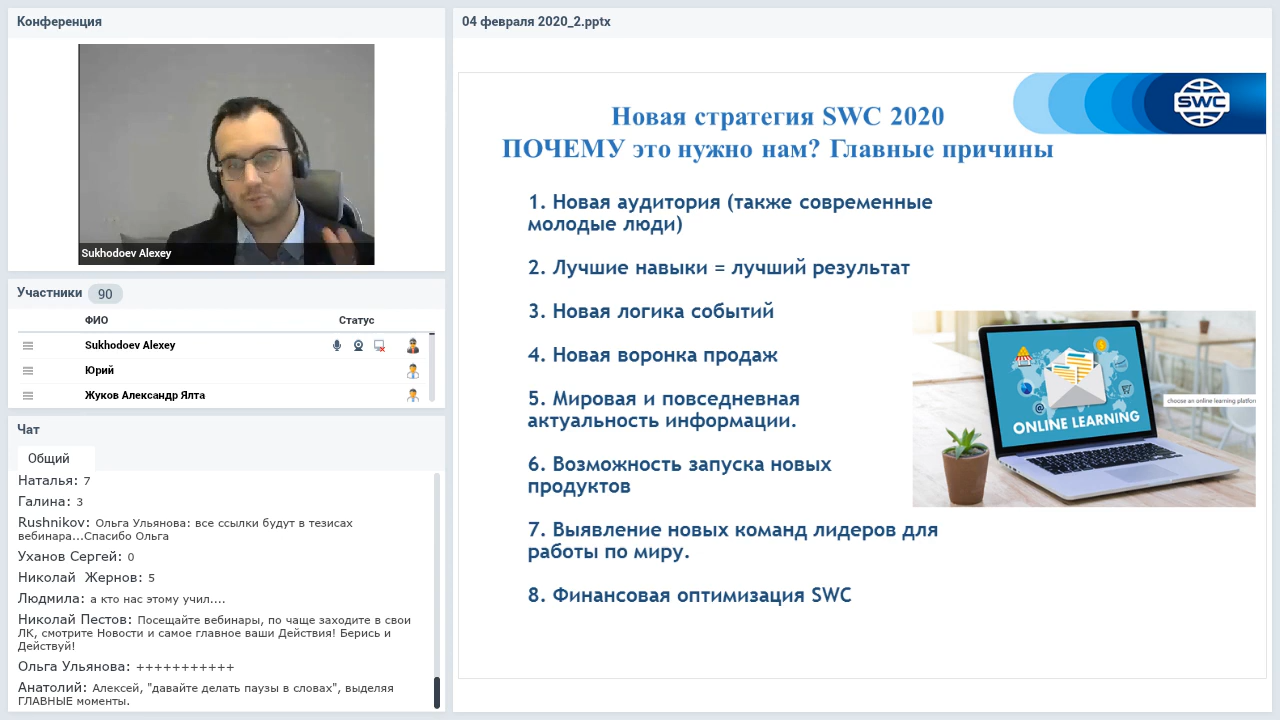 Конференция
Sukhodoev Alexey
Участники 90
ФИО Статус
Sukhodoev Alexey
Юрий
Жуков Александр Ялта
Чат
Общий
Наталья: 7
Галина: 3
Rushnikov: Ольга Ульянова: все ссылки будут в тезисах
вебинара...Спасибо Ольга
Уханов Сергей: 0
Николай Жернов: 5
Людмила: а кто нас этому учил....
Николай Пестов: Посещайте вебинары, по чаще заходите в свои
ЛК, смотрите Новости и самое главное ваши Действия! Берись и
Действуй!
Ольга Ульянова: +++++++++++
Анатолий: Алексей, "давайте делать паузы в словах", выделяя
ГЛАВНЫЕ моменты.
04 февраля 2020_2.pptx
SWC
Новая стратегия SWC 2020
ПОЧЕМУ это нужно нам? Главные причины
1. Новая аудитория (также современные
молодые люди)
2. Лучшие навыки = лучший результат
3. Новая логика событий
4. Новая воронка продаж
5. Мировая и повседневная
актуальность информации.
6. Возможность запуска новых
продуктов
7. Выявление новых команд лидеров для
работы по миру.
8. Финансовая оптимизация SWC
ONLINE LEARNING
choose an online learning platfor